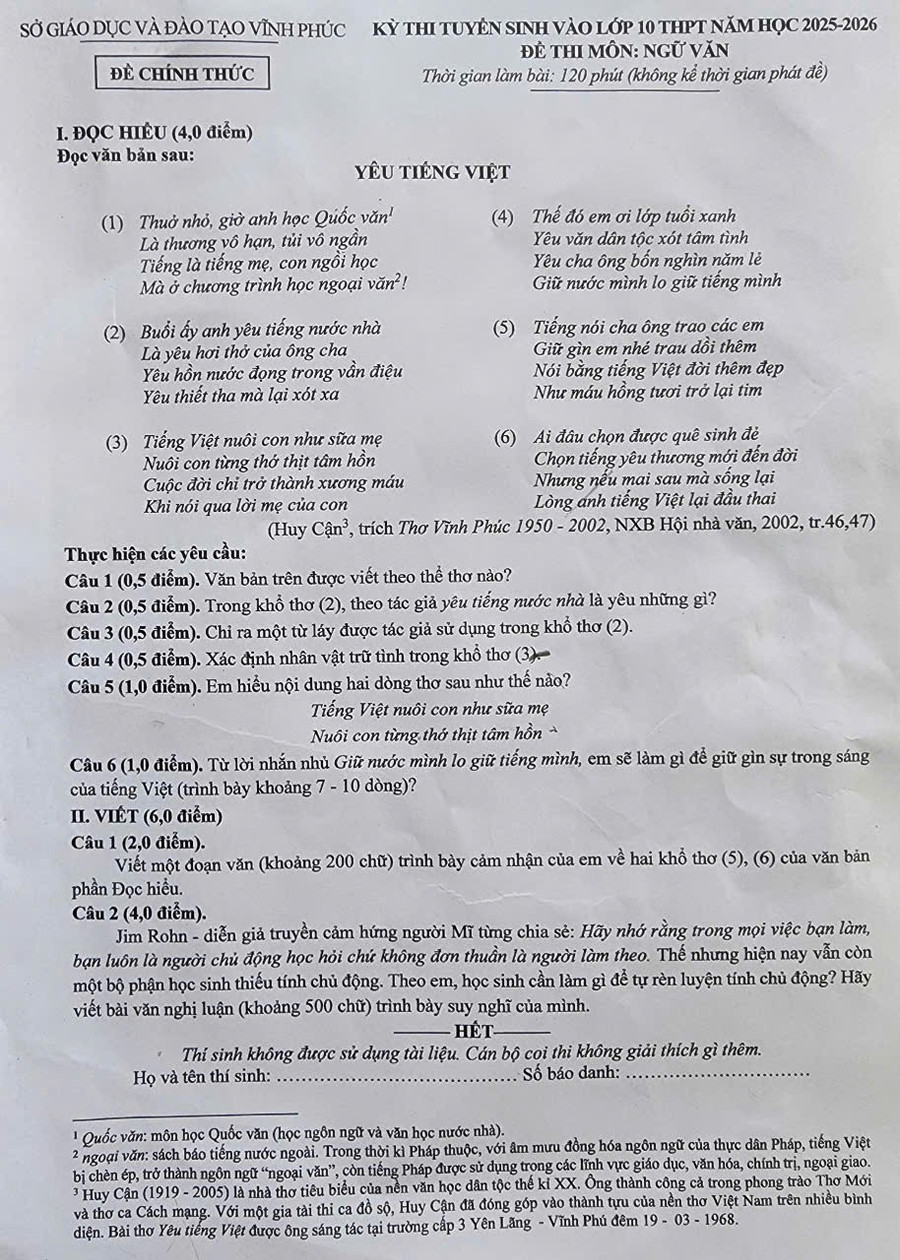 SỞ GIÁO DỤC VÀ ĐÀO TẠO VĨNH PHÚC
ĐỀ CHÍNH THỨC
KỲ THI TUYỂN SINH VÀO LỚP 10 THPT NĂM HỌC 2025-2026
ĐỀ THI MÔN: NGỮ VĂN
Thời gian làm bài: 120 phút (không kể thời gian phát đề)
I. ĐỌC HIỂU (4,0 điểm)
Đọc văn bản sau:
YÊU TIẾNG VIỆT
(1) Thuở nhỏ, giờ anh học Quốc văn¹
Là thương vô hạn, tủi vô ngần
Tiếng là tiếng mẹ, con ngồi học
Mà ở chương trình học ngoại văn²!
(2) Buổi ấy anh yêu tiếng nước nhà
Là yêu hơi thở của ông cha
Yêu hồn nước đọng trong vần điệu
Yêu thiết tha mà lại xót xa
(3) Tiếng Việt nuôi con như sữa mẹ
Nuôi con từng thớ thịt tâm hồn
Cuộc đời chỉ trở thành xương máu
Khi nói qua lời mẹ của con
(4) Thế đó em ơi lớp tuổi xanh
Yêu văn dân tộc xót tâm tình
Yêu cha ông bốn nghìn năm lẻ
Giữ nước mình lo giữ tiếng mình
(5) Tiếng nói cha ông trao các em
Giữ gìn em nhé trau dồi thêm
Nói bằng tiếng Việt đời thêm đẹp
Như máu hồng tươi trở lại tim
(6) Ai đâu chọn được quê sinh đẻ
Chọn tiếng yêu thương mới đến đời
Nhưng nếu mai sau mà sống lại
Lòng anh tiếng Việt lại đầu thai
(Huy Cận³, trích Thơ Vĩnh Phúc 1950 - 2002, NXB Hội nhà văn, 2002, tr.46,47)
Thực hiện các yêu cầu:
Câu 1 (0,5 điểm). Văn bản trên được viết theo thể thơ nào?
Câu 2 (0,5 điểm). Trong khổ thơ (2), theo tác giả yêu tiếng nước nhà là yêu những gì?
Câu 3 (0,5 điểm). Chỉ ra một từ láy được tác giả sử dụng trong khổ thơ (2).
Câu 4 (0,5 điểm). Xác định nhân vật trữ tình trong khổ thơ (3).
Câu 5 (1,0 điểm). Em hiểu nội dung hai dòng thơ sau như thế nào?
Tiếng Việt nuôi con như sữa mẹ
Nuôi con từng thớ thịt tâm hồn
Câu 6 (1,0 điểm). Từ lời nhắn nhủ Giữ nước mình lo giữ tiếng mình, em sẽ làm gì để giữ gìn sự trong sáng
của tiếng Việt (trình bày khoảng 7 - 10 dòng)?
II. VIẾT (6,0 điểm)
Câu 1 (2,0 điểm).
Viết một đoạn văn (khoảng 200 chữ) trình bày cảm nhận của em về hai khổ thơ (5), (6) của văn bản
phần Đọc hiểu.
Câu 2 (4,0 điểm).
Jim Rohn - diễn giả truyền cảm hứng người Mĩ từng chia sẻ: Hãy nhớ rằng trong mọi việc bạn làm,
bạn luôn là người chủ động học hỏi chứ không đơn thuần là người làm theo. Thế nhưng hiện nay vẫn còn
một bộ phận học sinh thiếu tính chủ động. Theo em, học sinh cần làm gì để tự rèn luyện tính chủ động? Hãy
viết bài văn nghị luận (khoảng 500 chữ) trình bày suy nghĩ của mình.
HẾT
Thí sinh không được sử dụng tài liệu. Cán bộ coi thi không giải thích gì thêm.
Họ và tên thí sinh: ........................................ Số báo danh: ..............................
¹ Quốc văn: môn học Quốc văn (học ngôn ngữ và văn học nước nhà).
² ngoại văn: sách báo tiếng nước ngoài. Trong thời kì Pháp thuộc, với âm mưu đồng hóa ngôn ngữ của thực dân Pháp, tiếng Việt
bị chèn ép, trở thành ngôn ngữ “ngoại văn”, còn tiếng Pháp được sử dụng trong các lĩnh vực giáo dục, văn hóa, chính trị, ngoại giao.
³ Huy Cận (1919 - 2005) là nhà thơ tiêu biểu của nền văn học dân tộc thế kỉ XX. Ông thành công cả trong phong trào Thơ Mới
và thơ ca Cách mạng. Với một gia tài thi ca đồ sộ, Huy Cận đã đóng góp vào thành tựu của nền thơ Việt Nam trên nhiều bình
diện. Bài thơ Yêu tiếng Việt được ông sáng tác tại trường cấp 3 Yên Lãng - Vĩnh Phú đêm 19 - 03 - 1968.